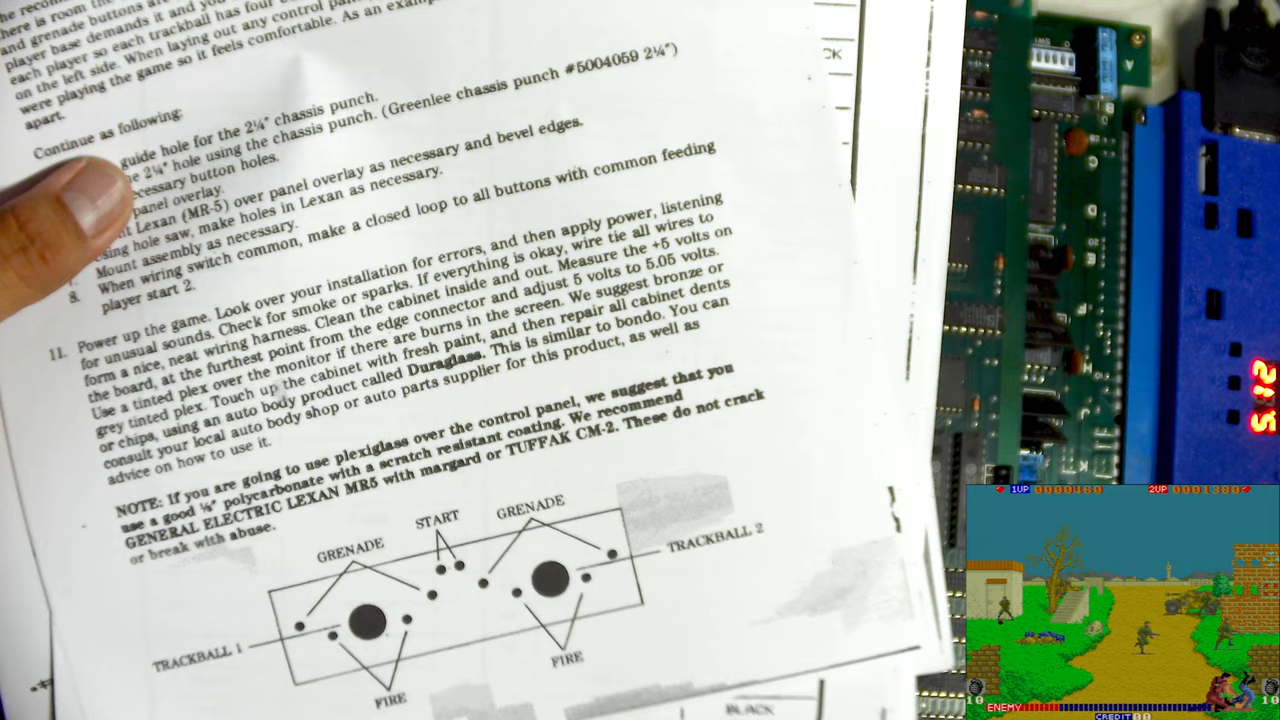 here is room the
and grenade buttons are
player base demands it and you
each player so each trackball has four
on the left side. When laying out any control
were playing the game so it feels comfortable. As an
apart.
Continue as following:
guide hole for the 2¼" chassis punch.
2¼" hole using the chassis punch. (Greenlee chassis punch #5004059 2¼")
button holes.
panel overlay.
Lexan (MR-5) over panel overlay as necessary and bevel edges.
hole saw, make holes in Lexan as necessary.
Mount assembly as necessary.
8. When wiring switch common, make a closed loop to all buttons with common feeding
player start 2.
11. Power up the game. Look over your installation for errors, and then apply power, listening
for unusual sounds. Check for smoke or sparks. If everything is okay, wire tie all wires to
form a nice, neat wiring harness. Clean the cabinet inside and out. Measure the +5 volts on
the board, at the furthest point from the edge connector and adjust 5 volts to 5.05 volts.
Use a tinted plex over the monitor if there are burns in the screen. We suggest bronze or
grey tinted plex. Touch up the cabinet with fresh paint, and then repair all cabinet dents
or chips, using an auto body product called Duraglass. This is similar to bondo. You can
consult your local auto body shop or auto parts supplier for this product, as well as
advice on how to use it.
NOTE: If you are going to use plexiglass over the control panel, we suggest that you
use a good ⅛" polycarbonate with a scratch resistant coating. We recommend
GENERAL ELECTRIC LEXAN MR5 with margard or TUFFAK CM-2. These do not crack
or break with abuse.
START
GRENADE
GRENADE
TRACKBALL 2
TRACKBALL 1
FIRE
FIRE
BLACK
CK
5.12
1UP 0000460 2UP 0001380
10 10
ENEMY
CREDIT